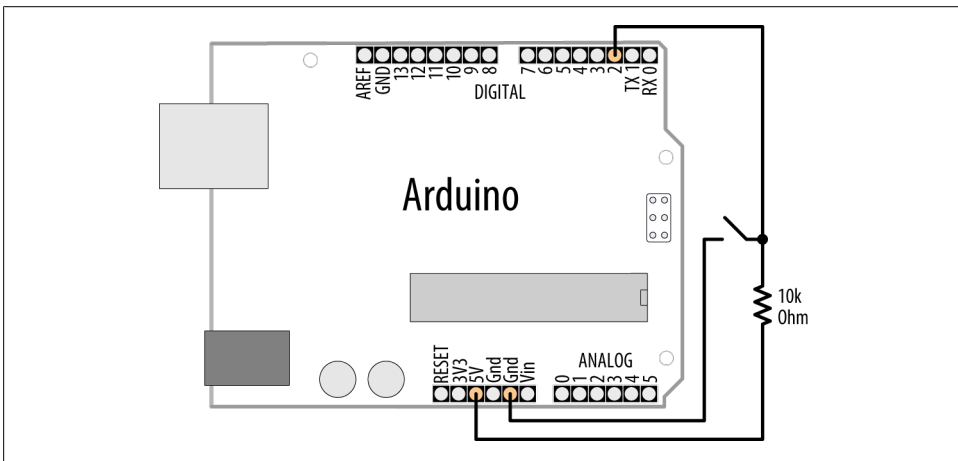 AREF
GND
13
12
11
10
9
8
7
6
5
4
3
2
TX 1
RX 0
DIGITAL
Arduino
10k
Ohm
RESET
3V3
5V
Gnd
Gnd
Vin
ANALOG
0
1
2
3
4
5